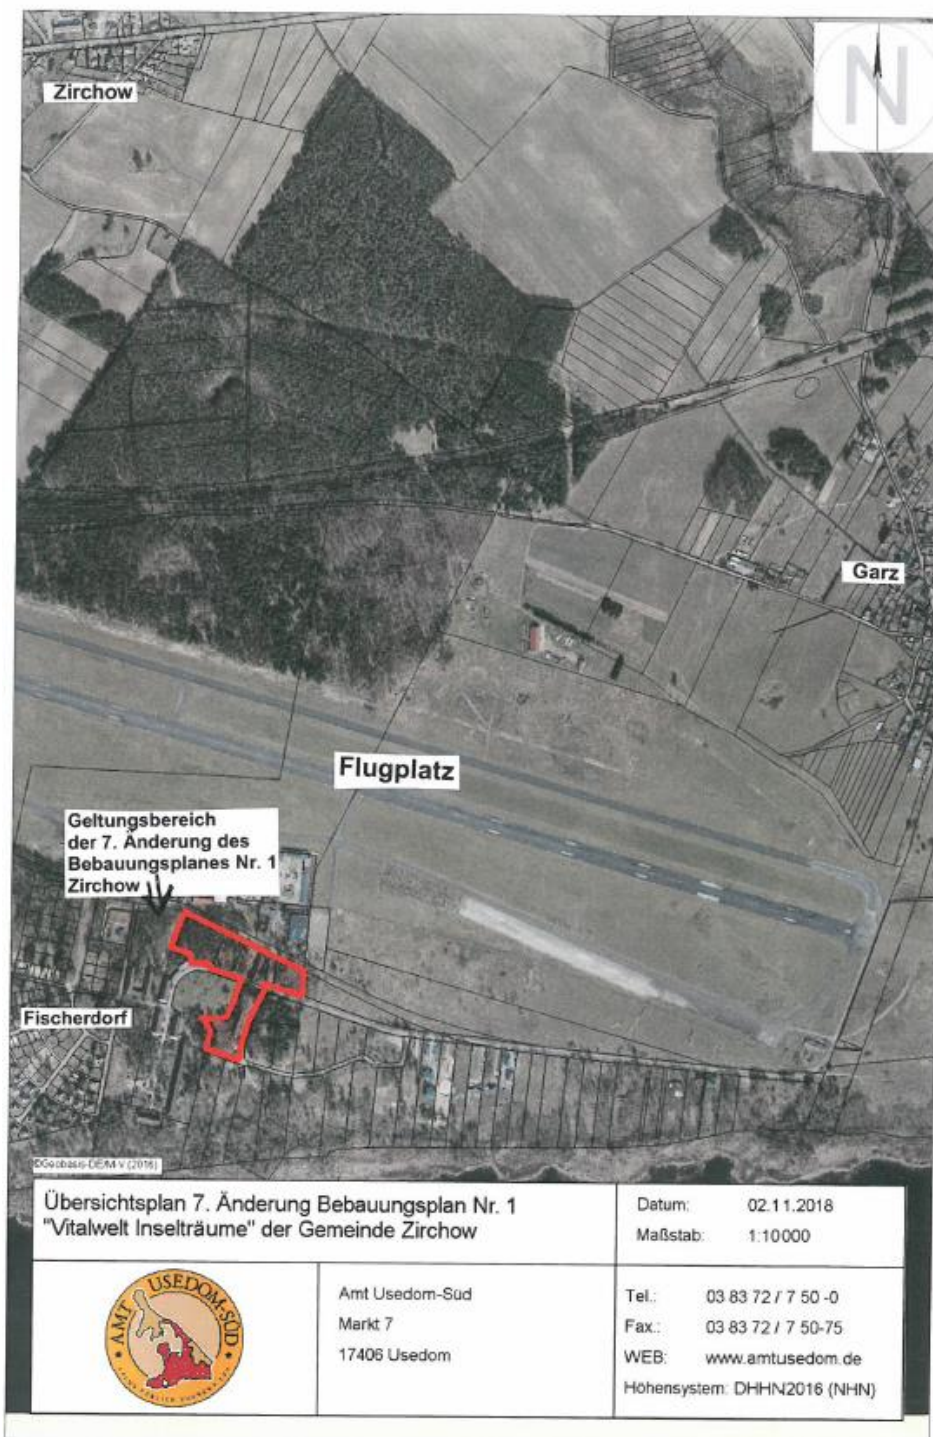 Zirchow
N
Garz
Flugplatz
Geltungsbereich
der 7. Änderung des
Bebauungsplanes Nr. 1
Zirchow
Fischerdorf
©Geobasis-DE/M-V (2016)
Übersichtsplan 7. Änderung Bebauungsplan Nr. 1
"Vitalwelt Inselträume" der Gemeinde Zirchow
Datum: 02.11.2018
Maßstab: 1:10000
AMT USEDOM-SÜD
Amt Usedom-Süd
Markt 7
17406 Usedom
Tel.: 03 83 72 / 7 50 -0
Fax.: 03 83 72 / 7 50-75
WEB: www.amtusedom.de
Höhensystem: DHHN2016 (NHN)